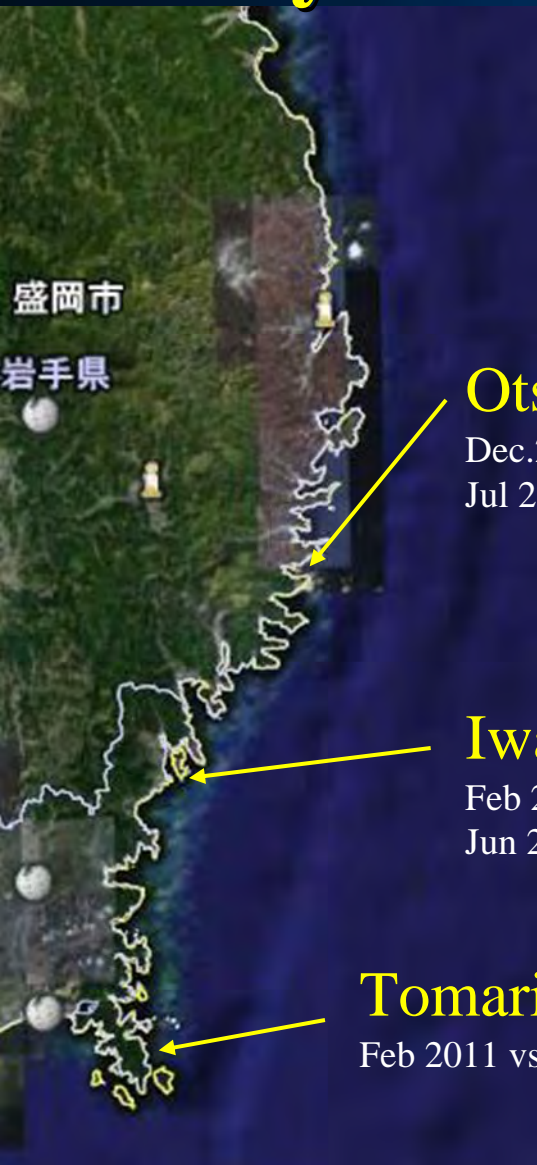 y
盛岡市
岩手県
Ots
Dec.2
Jul 2
Iwa
Feb 2
Jun 2
Tomari
Feb 2011 vs